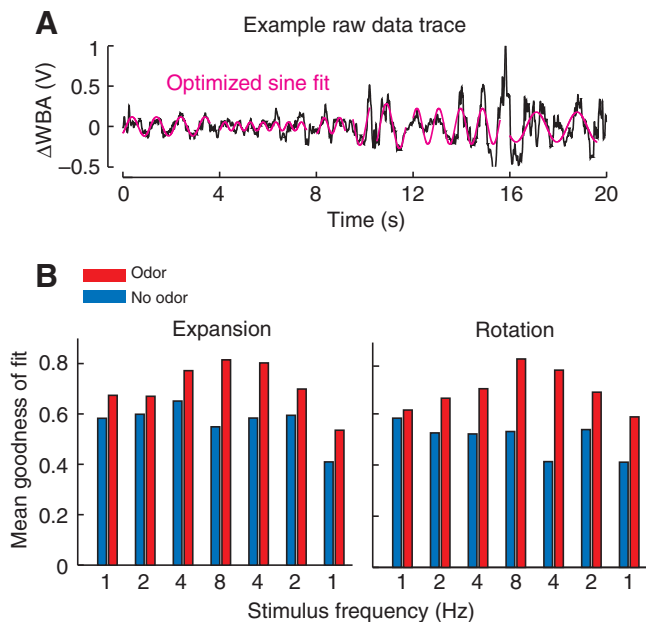 A
Example raw data trace
Optimized sine fit
ΔWBA (V)
1
0.5
0
–0.5
0 4 8 12 16 20
Time (s)
B
Odor
No odor
Expansion
Rotation
Mean goodness of fit
0.8
0.6
0.4
0.2
0
1 2 4 8 4 2 1
1 2 4 8 4 2 1
Stimulus frequency (Hz)